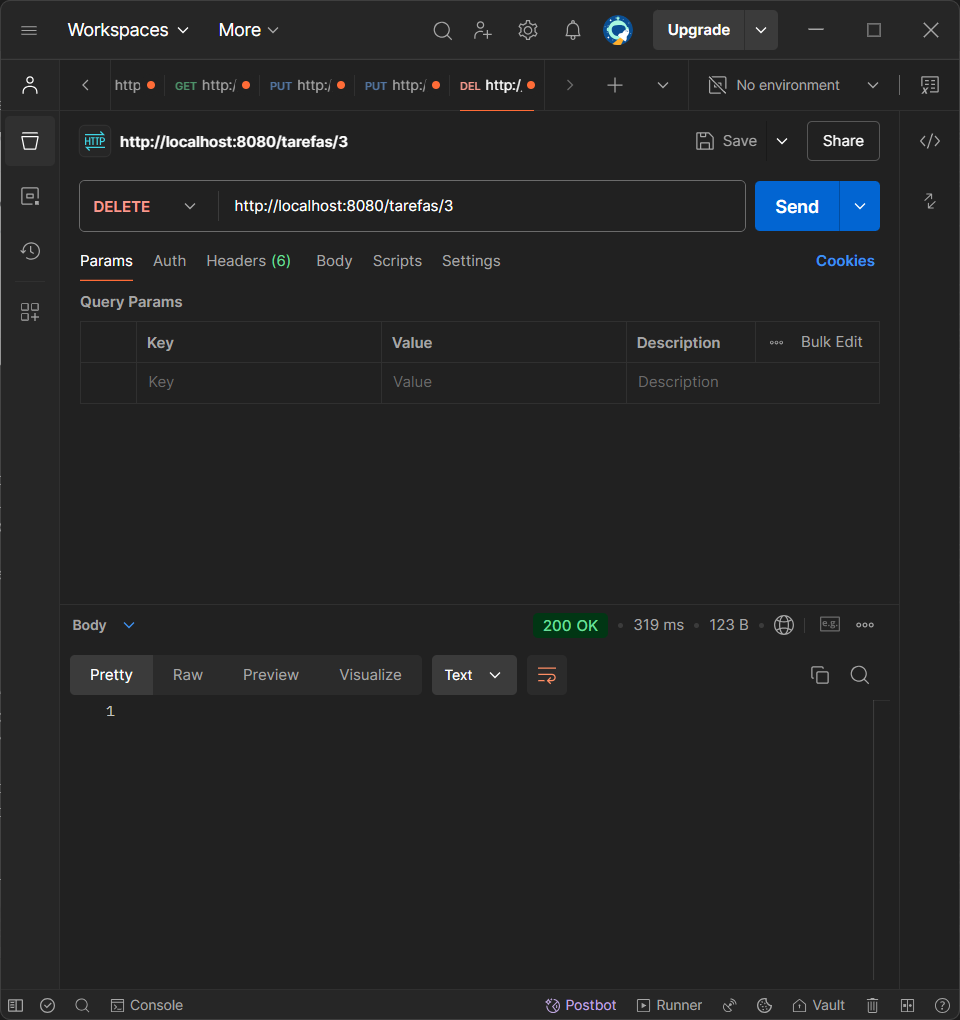 Workspaces More Upgrade
http GET http:/ PUT http:/ PUT http:/ DEL http:/ No environment
HTTP http://localhost:8080/tarefas/3 Save Share
DELETE http://localhost:8080/tarefas/3 Send
Params Auth Headers (6) Body Scripts Settings Cookies
Query Params
Key Value Description Bulk Edit
Key Value Description
Body 200 OK 319 ms 123 B e.g.
Pretty Raw Preview Visualize Text
1
Console Postbot Runner Vault